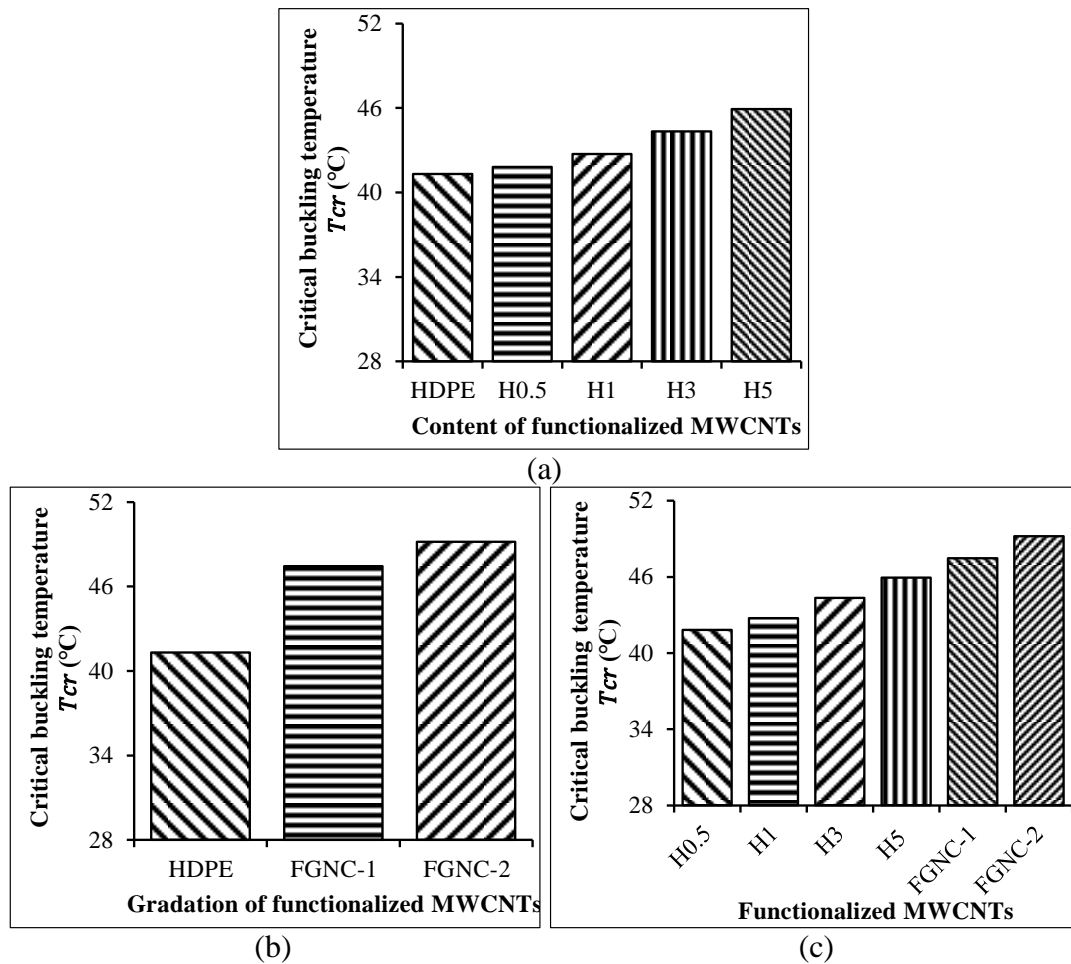 Critical buckling temperature
Tcr (°C)
52
46
40
34
28
HDPE H0.5 H1 H3 H5
Content of functionalized MWCNTs
(a)
Critical buckling temperature
Tcr (°C)
52
46
40
34
28
HDPE FGNC-1 FGNC-2
Gradation of functionalized MWCNTs
(b)
Critical buckling temperature
Tcr (°C)
52
46
40
34
28
H0.5 H1 H3 H5 FGNC-1 FGNC-2
Functionalized MWCNTs
(c)